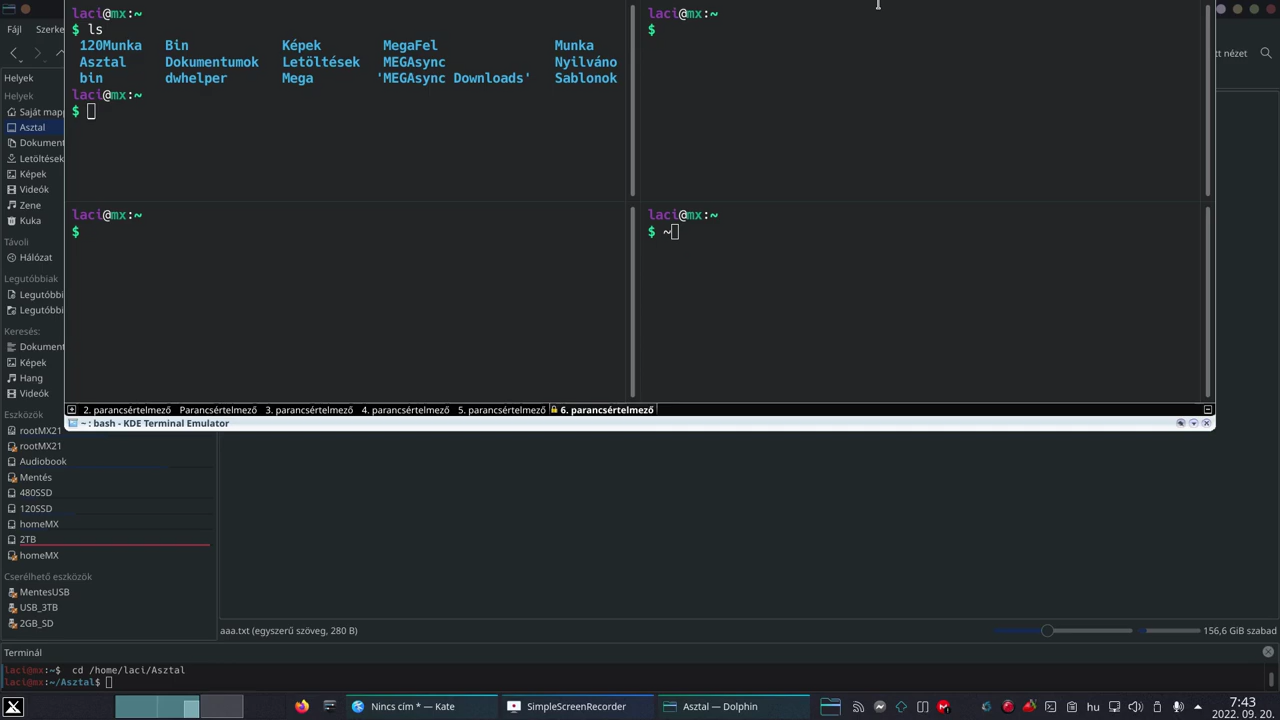 Fájl
Szerke
nézet
Helyek
Helyek
Saját mapp
Asztal
Dokument
Letöltések
Képek
Videók
Zene
Kuka
Távoli
Hálózat
Legutóbbiak
Legutóbbi
Legutóbbi
Keresés:
Dokument
Képek
Hang
Videók
Eszközök
rootMX21
rootMX21
Audiobook
Mentés
480SSD
120SSD
homeMX
2TB
homeMX
Cserélhető eszközök
MentesUSB
USB_3TB
2GB_SD
laci@mx:~
$ ls
120Munka Bin Képek MegaFel Munka
Asztal Dokumentumok Letöltések MEGAsync Nyilváno
bin dwhelper Mega 'MEGAsync Downloads' Sablonok
laci@mx:~
$
laci@mx:~
$
laci@mx:~
$
laci@mx:~
$ ~
2. parancsértelmező Parancsértelmező 3. parancsértelmező 4. parancsértelmező 5. parancsértelmező 6. parancsértelmező
~ : bash - KDE Terminal Emulator
aaa.txt (egyszerű szöveg, 280 B)
156,6 GiB szabad
Terminál
laci@mx:~$ cd /home/laci/Asztal
laci@mx:~/Asztal$
Nincs cím * — Kate
SimpleScreenRecorder
Asztal — Dolphin
hu
7:43
2022.09.20.